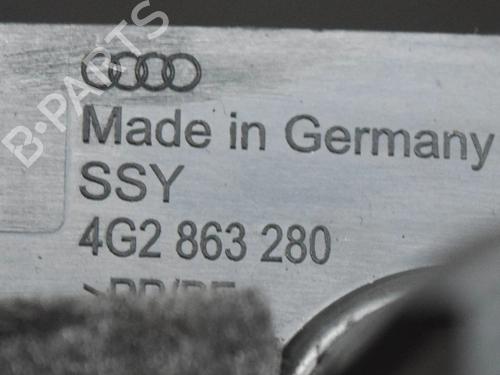 B-PARTS
Made in Germany
SSY
4G2 863 280